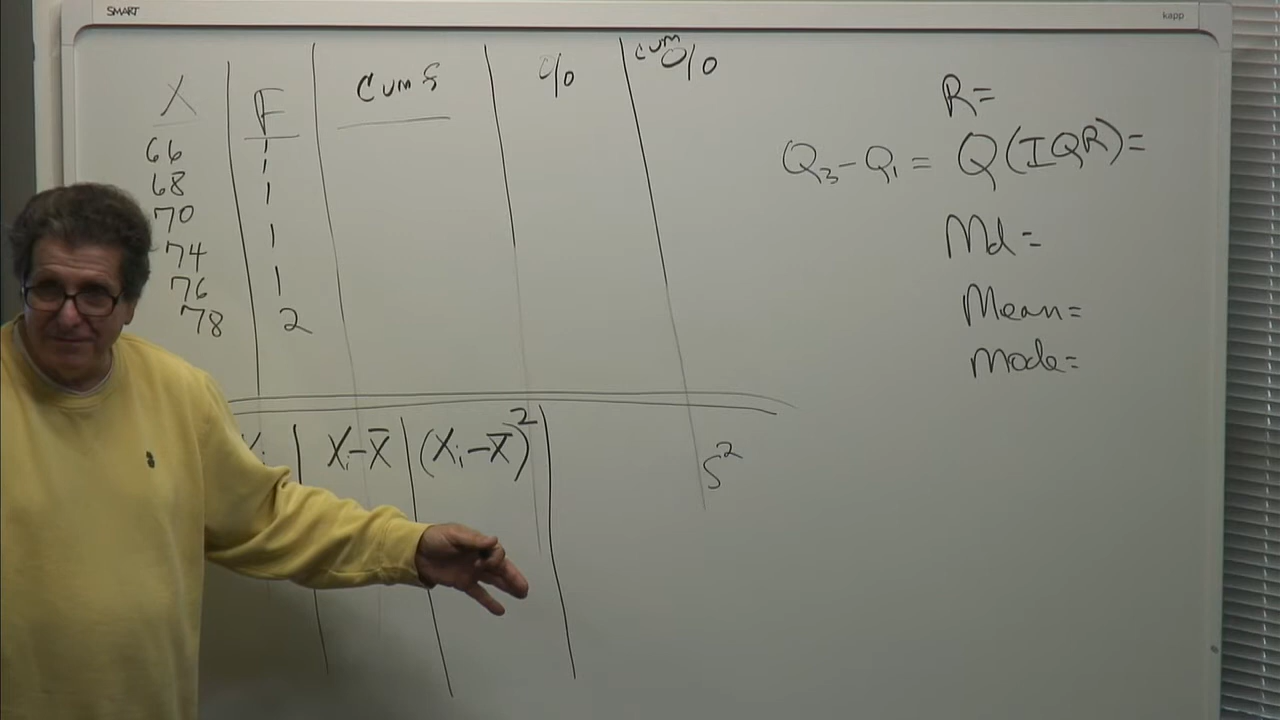 SMART kapp
X F Cum f % cum %
66 1
68 1
70 1
74 1
76 1
78 2
R=
Q₃-Q₁= Q(IQR)=
Md=
Mean=
Mode=
Xᵢ-X̄ (Xᵢ-X̄)² S²